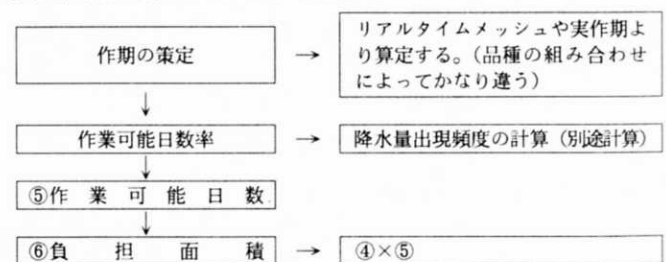 作期の策定 → リアルタイムメッシュや実作期よ
り算定する。（品種の組み合わせ
によってかなり違う）
↓
作業可能日数率 → 降水量出現頻度の計算（別途計算）
↓
⑤作業可能日数
↓
⑥負担面積 → ④×⑤